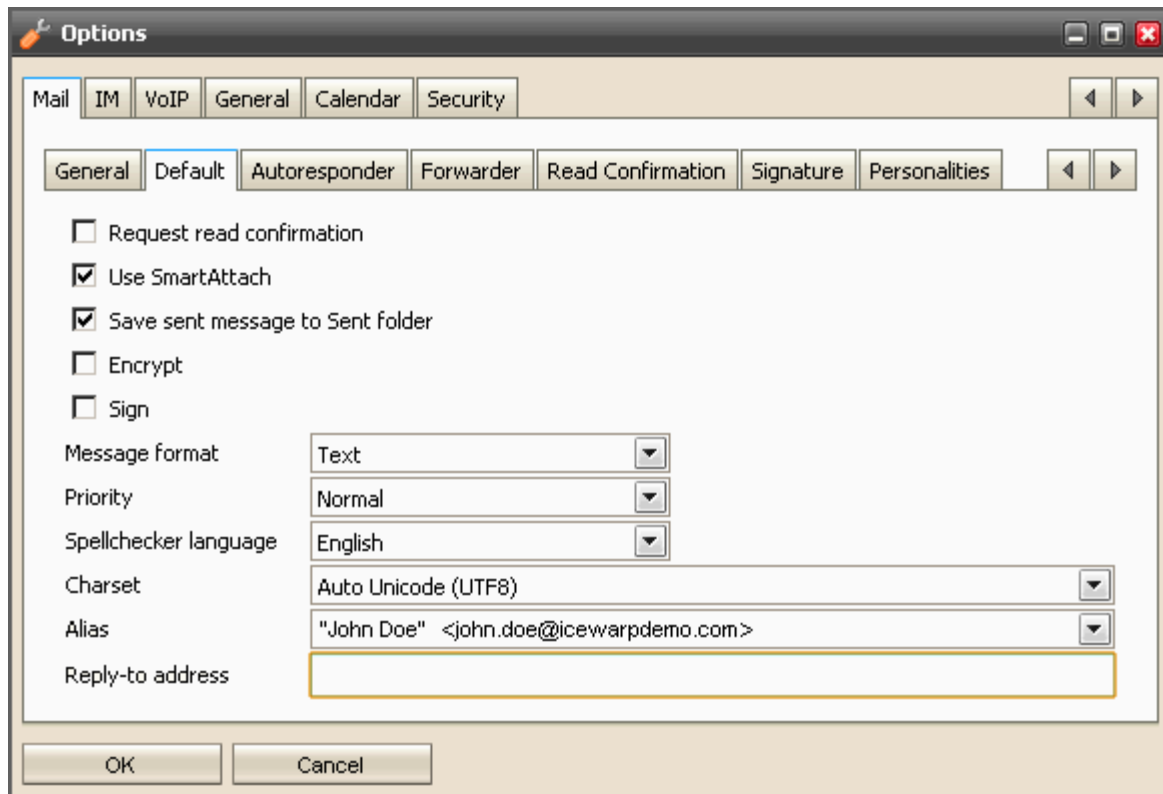 Options
Mail IM VoIP General Calendar Security
General Default Autoresponder Forwarder Read Confirmation Signature Personalities
Request read confirmation
Use SmartAttach
Save sent message to Sent folder
Encrypt
Sign
Message format Text
Priority Normal
Spellchecker language English
Charset Auto Unicode (UTF8)
Alias "John Doe" <john.doe@icewarpdemo.com>
Reply-to address
OK Cancel